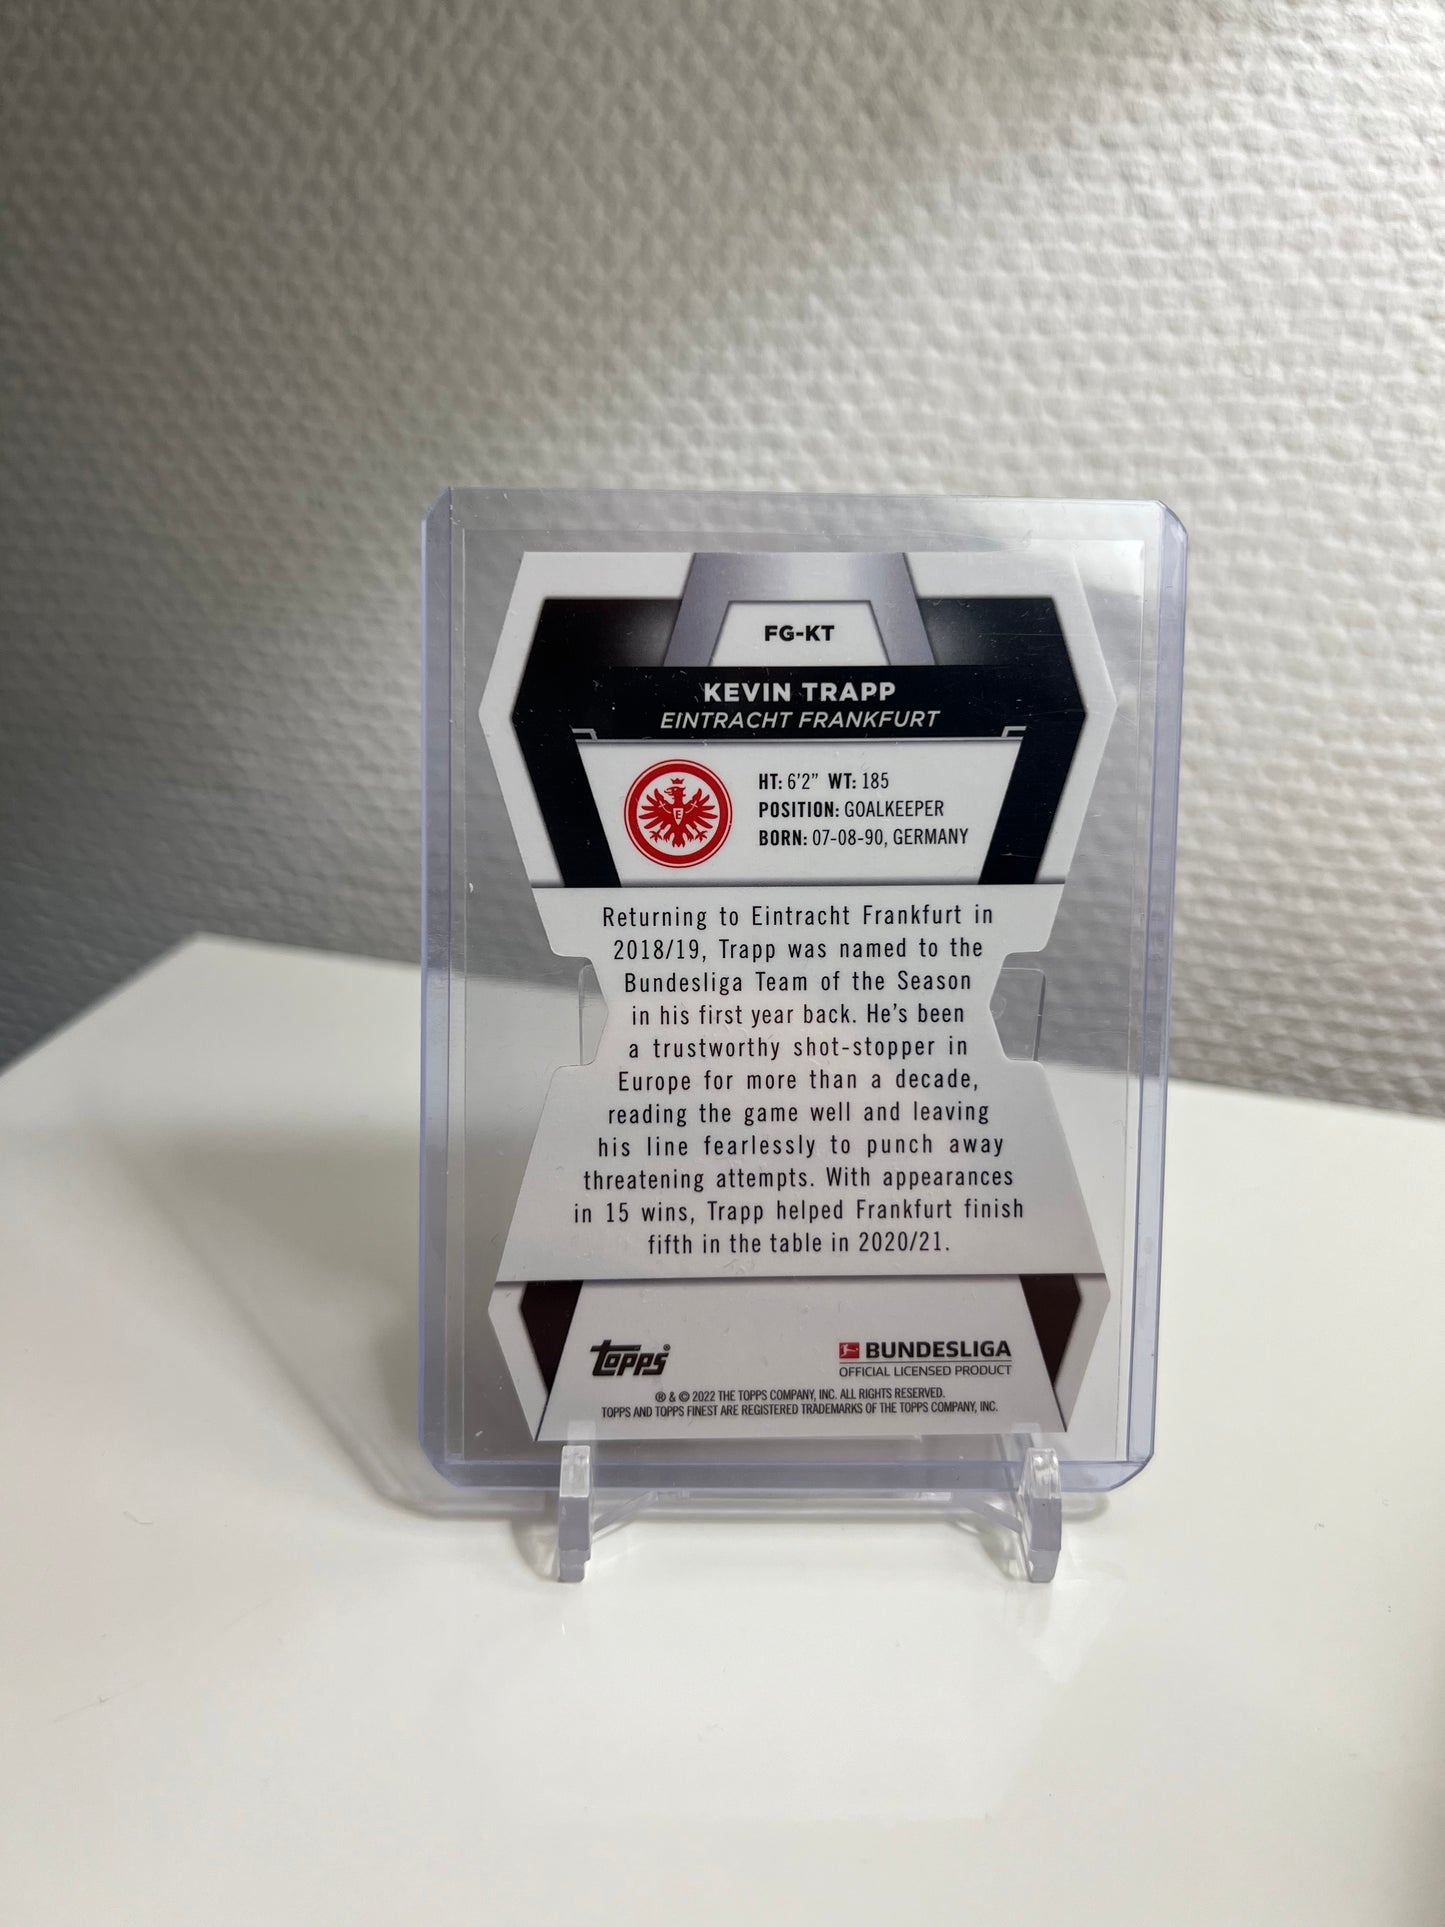 FG-KT
KEVIN TRAPP
EINTRACHT FRANKFURT
E
HT: 6'2” WT: 185
POSITION: GOALKEEPER
BORN: 07-08-90, GERMANY
Returning to Eintracht Frankfurt in
2018/19, Trapp was named to the
Bundesliga Team of the Season
in his first year back. He’s been
a trustworthy shot-stopper in
Europe for more than a decade,
reading the game well and leaving
his line fearlessly to punch away
threatening attempts. With appearances
in 15 wins, Trapp helped Frankfurt finish
fifth in the table in 2020/21.
topps®
BUNDESLIGA
OFFICIAL LICENSED PRODUCT
® & © 2022 THE TOPPS COMPANY, INC. ALL RIGHTS RESERVED.
TOPPS AND TOPPS FINEST ARE REGISTERED TRADEMARKS OF THE TOPPS COMPANY, INC.